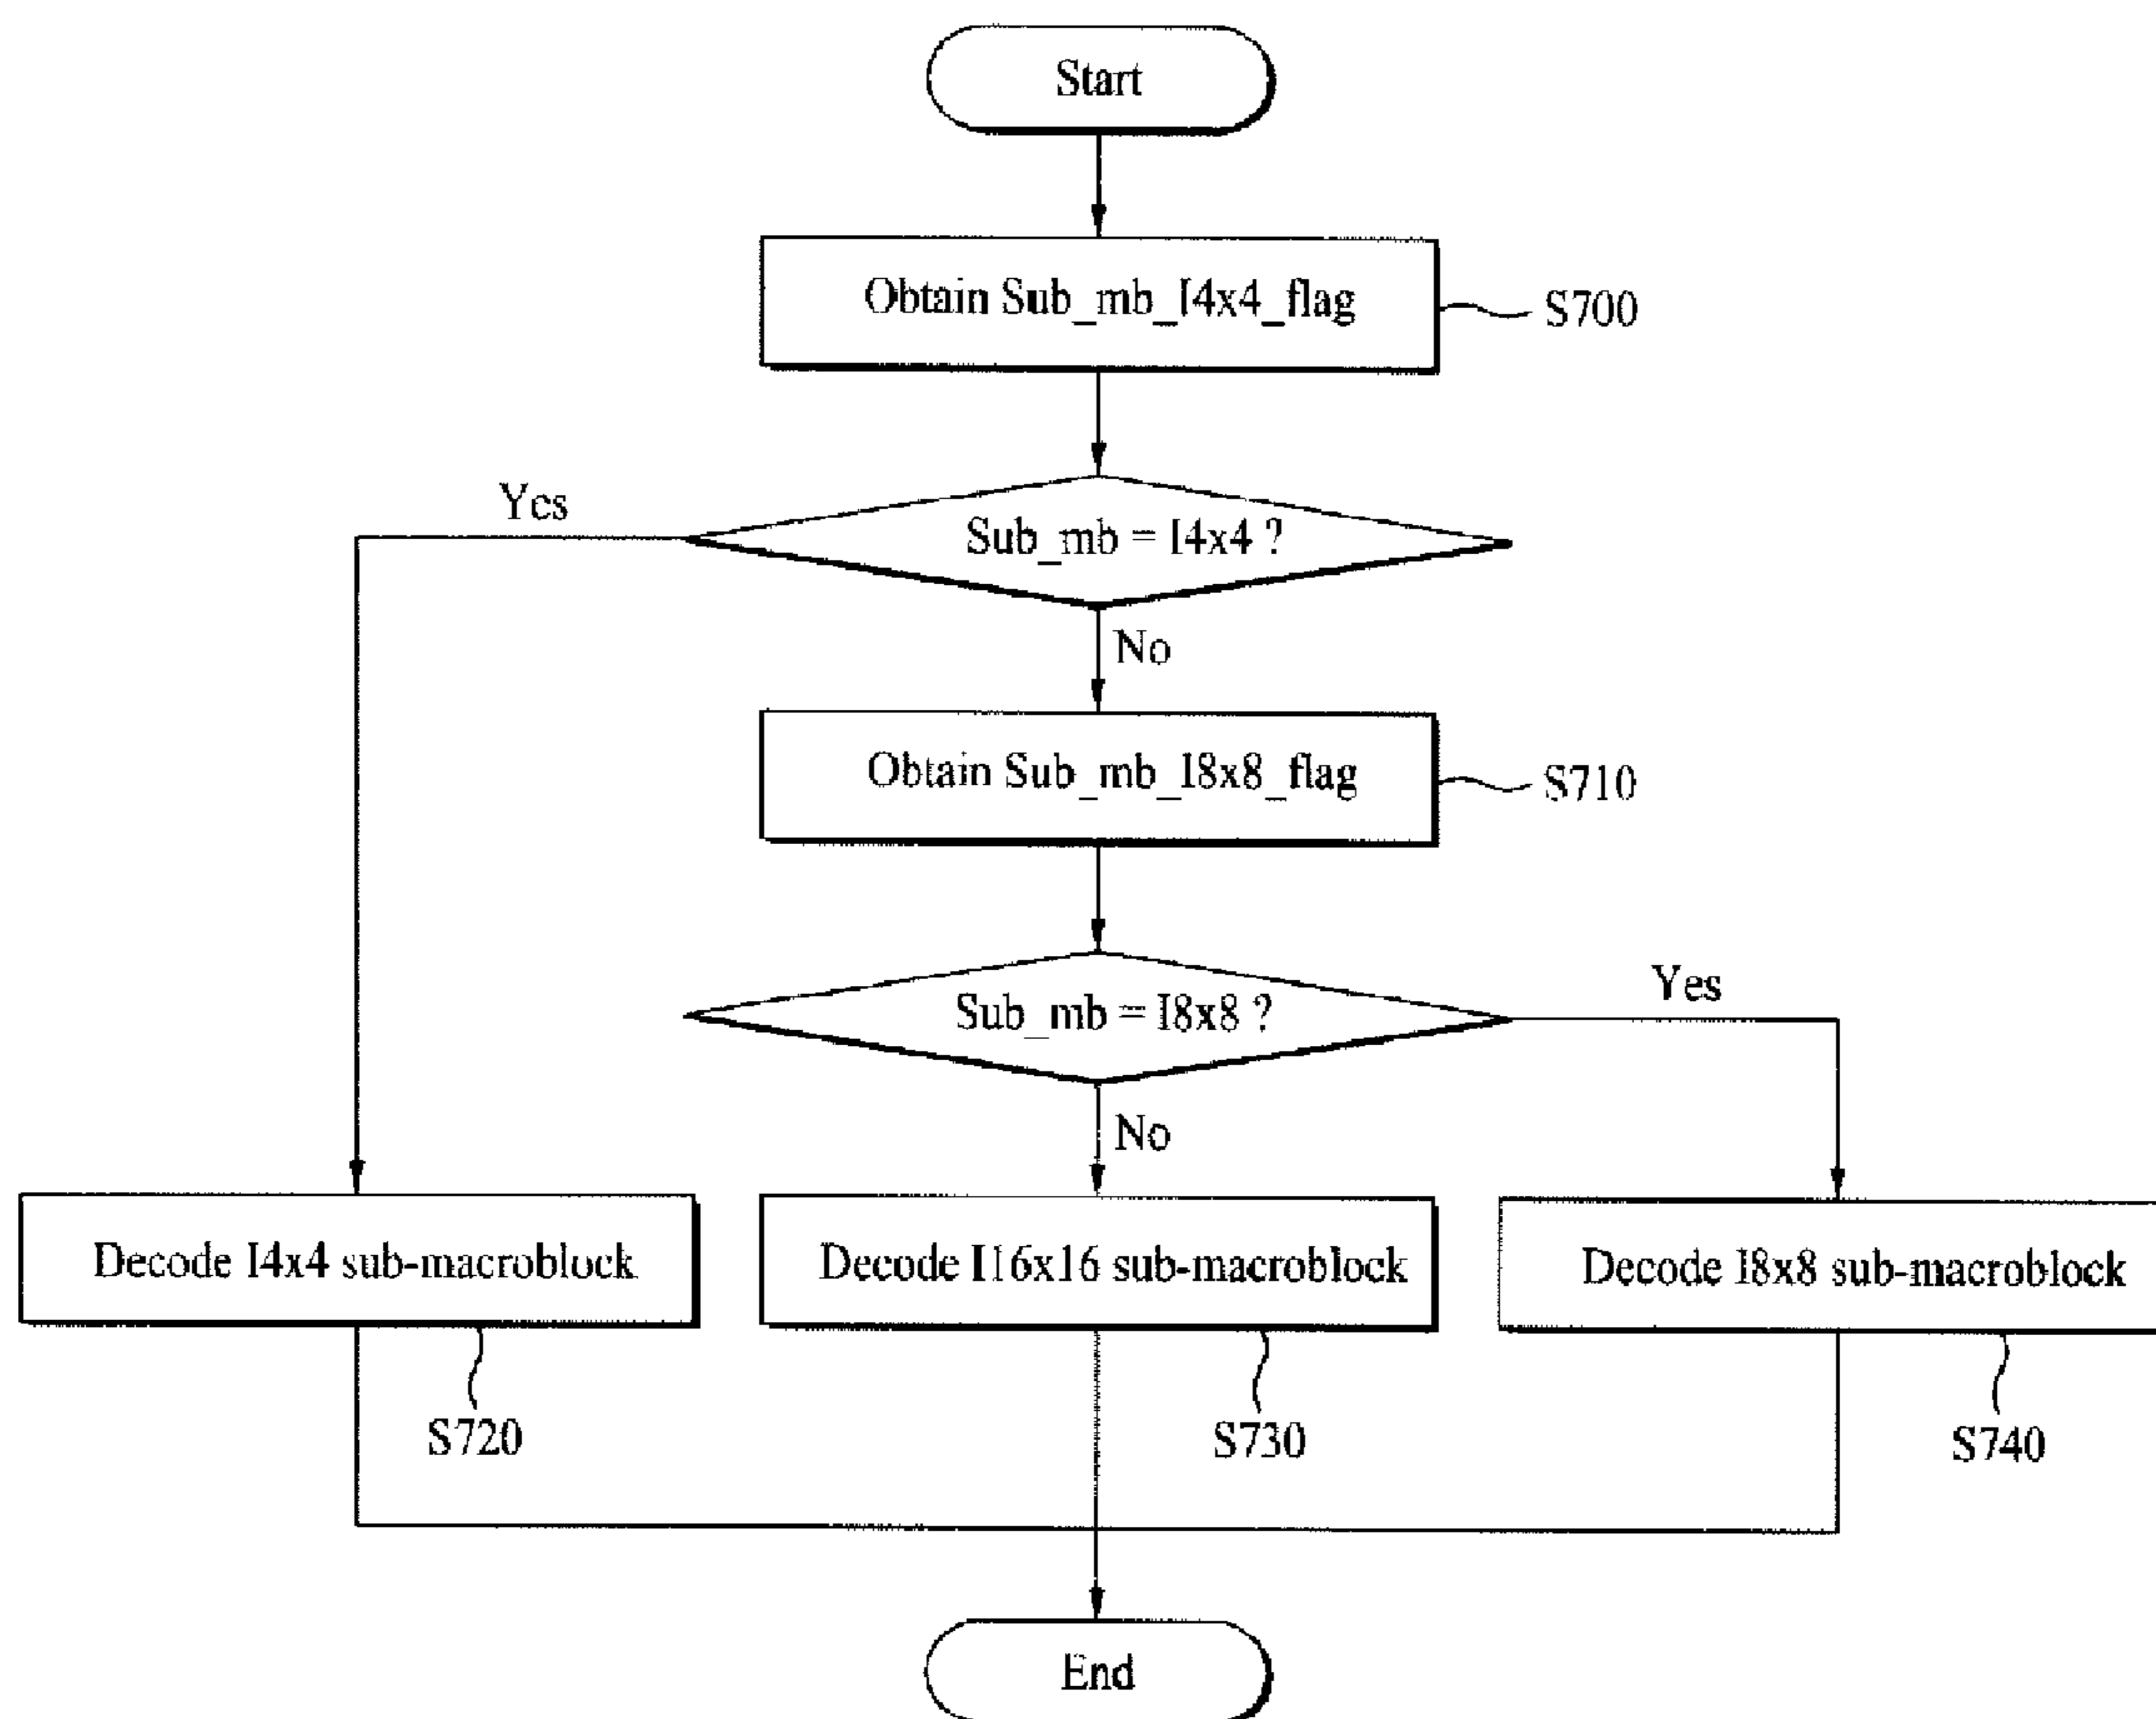 Start
Obtain Sub_mb_I4x4_flag
S700
Yes
Sub_mb = I4x4 ?
No
Obtain Sub_mb_I8x8_flag
S710
Sub_mb = I8x8 ?
Yes
No
Decode I4x4 sub-macroblock
Decode I16x16 sub-macroblock
Decode I8x8 sub-macroblock
S720
S730
S740
End